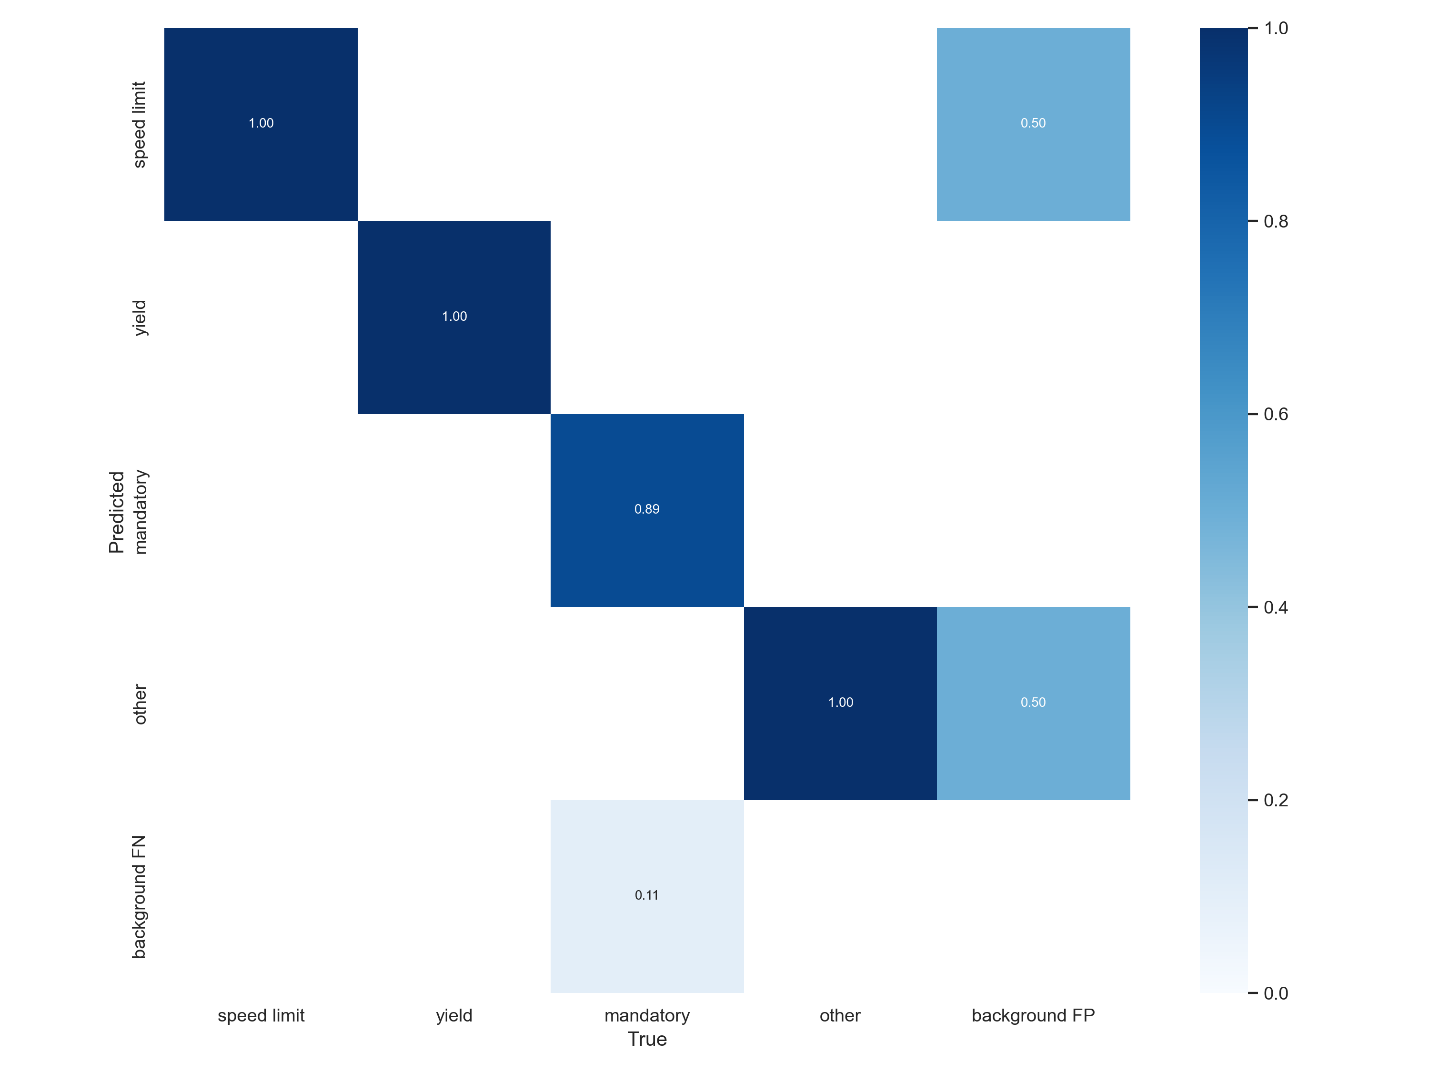 speed limit
yield
Predicted
mandatory
other
background FN
1.00
0.50
1.00
0.89
1.00
0.50
0.11
speed limit
yield
mandatory
other
background FP
True
1.0
0.8
0.6
0.4
0.2
0.0